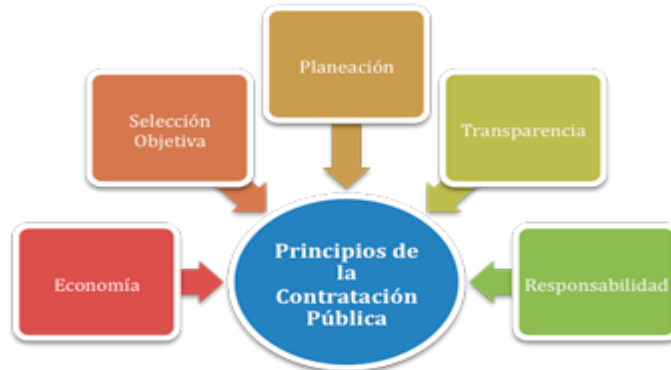 Planeación
Selección
Objetiva
Transparencia
Economía
Principios de
la
Contratación
Pública
Responsabilidad